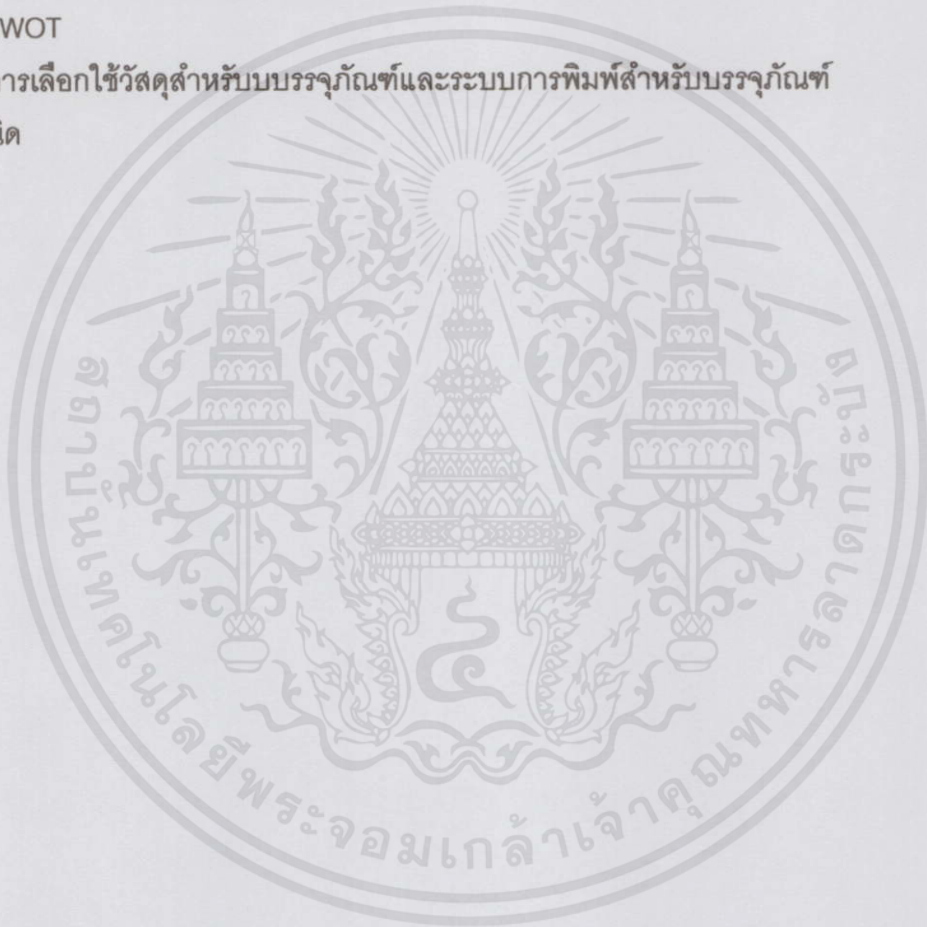 WOT
ารเลือกใช้วัสดุสำหรับบบรรจุภัณฑ์และระบบการพิมพ์สำหรับบรรจุภัณฑ์
นิด
สถาบันเทคโนโลยีพระจอมเกล้าเจ้าคุณทหารลาดกระบัง
๔